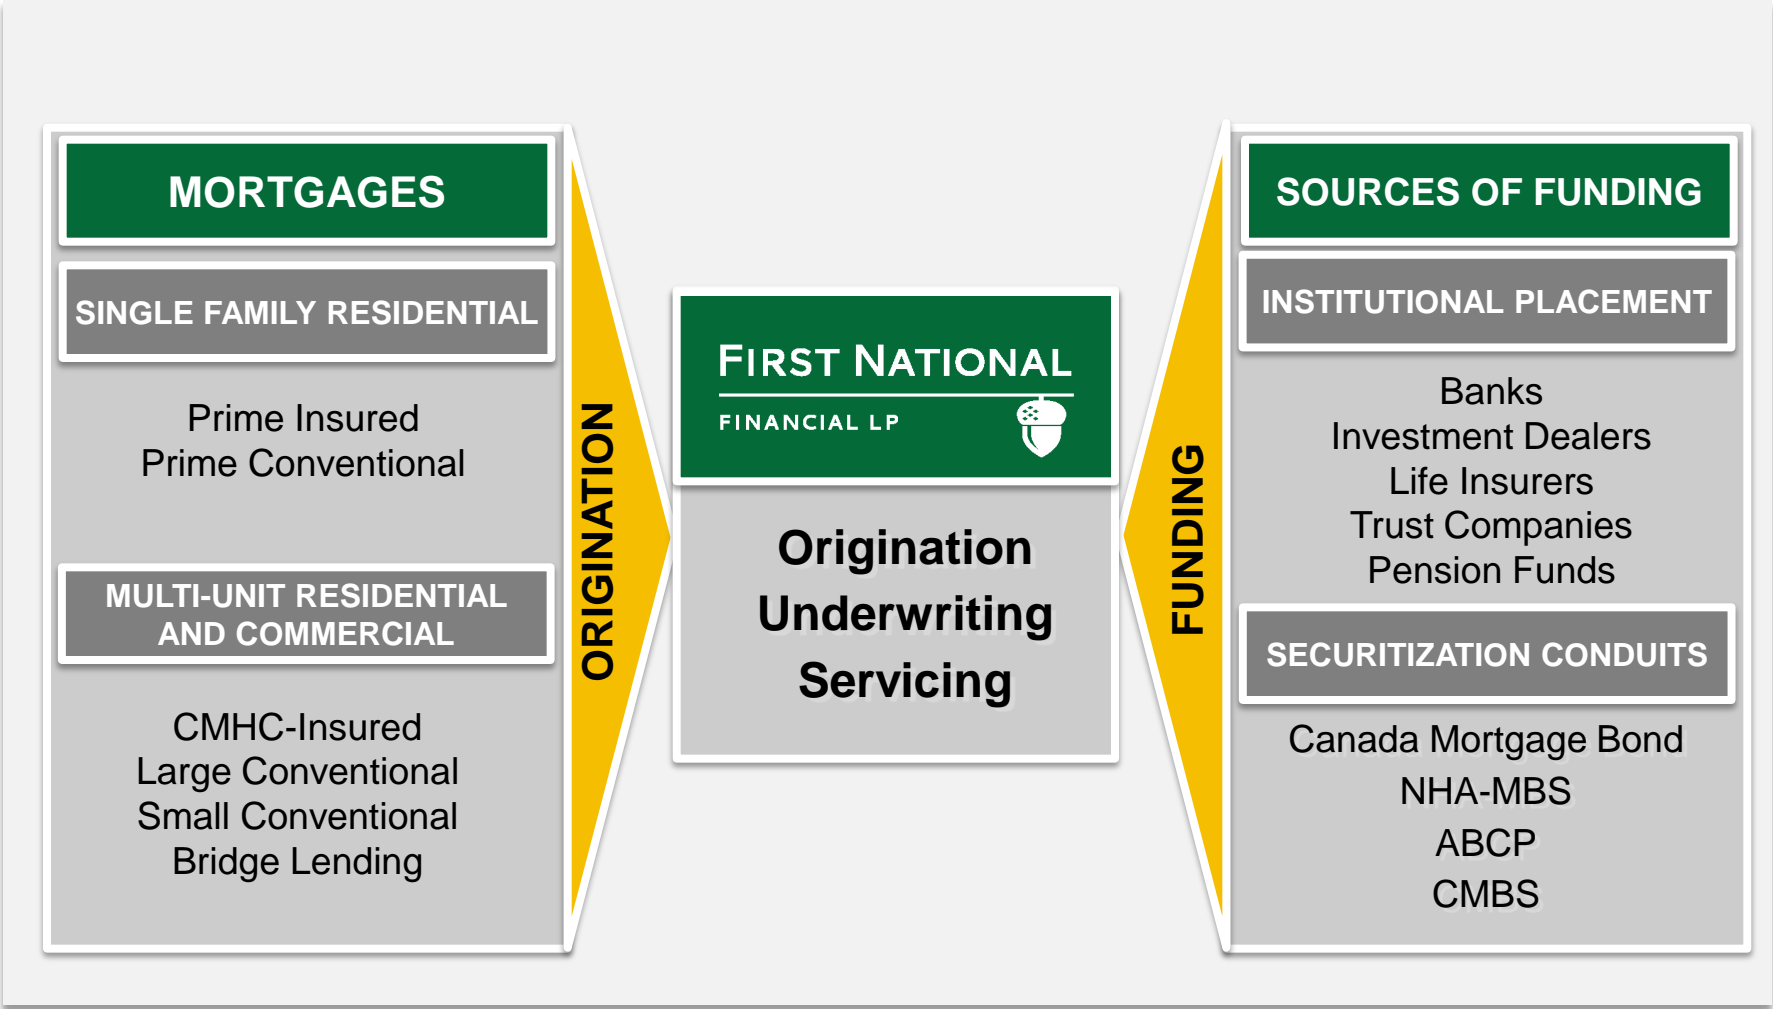 MORTGAGES
SINGLE FAMILY RESIDENTIAL
Prime Insured
Prime Conventional
MULTI-UNIT RESIDENTIAL
AND COMMERCIAL
CMHC-Insured
Large Conventional
Small Conventional
Bridge Lending
ORIGINATION
FIRST NATIONAL
FINANCIAL LP
Origination
Underwriting
Servicing
FUNDING
SOURCES OF FUNDING
INSTITUTIONAL PLACEMENT
Banks
Investment Dealers
Life Insurers
Trust Companies
Pension Funds
SECURITIZATION CONDUITS
Canada Mortgage Bond
NHA-MBS
ABCP
CMBS